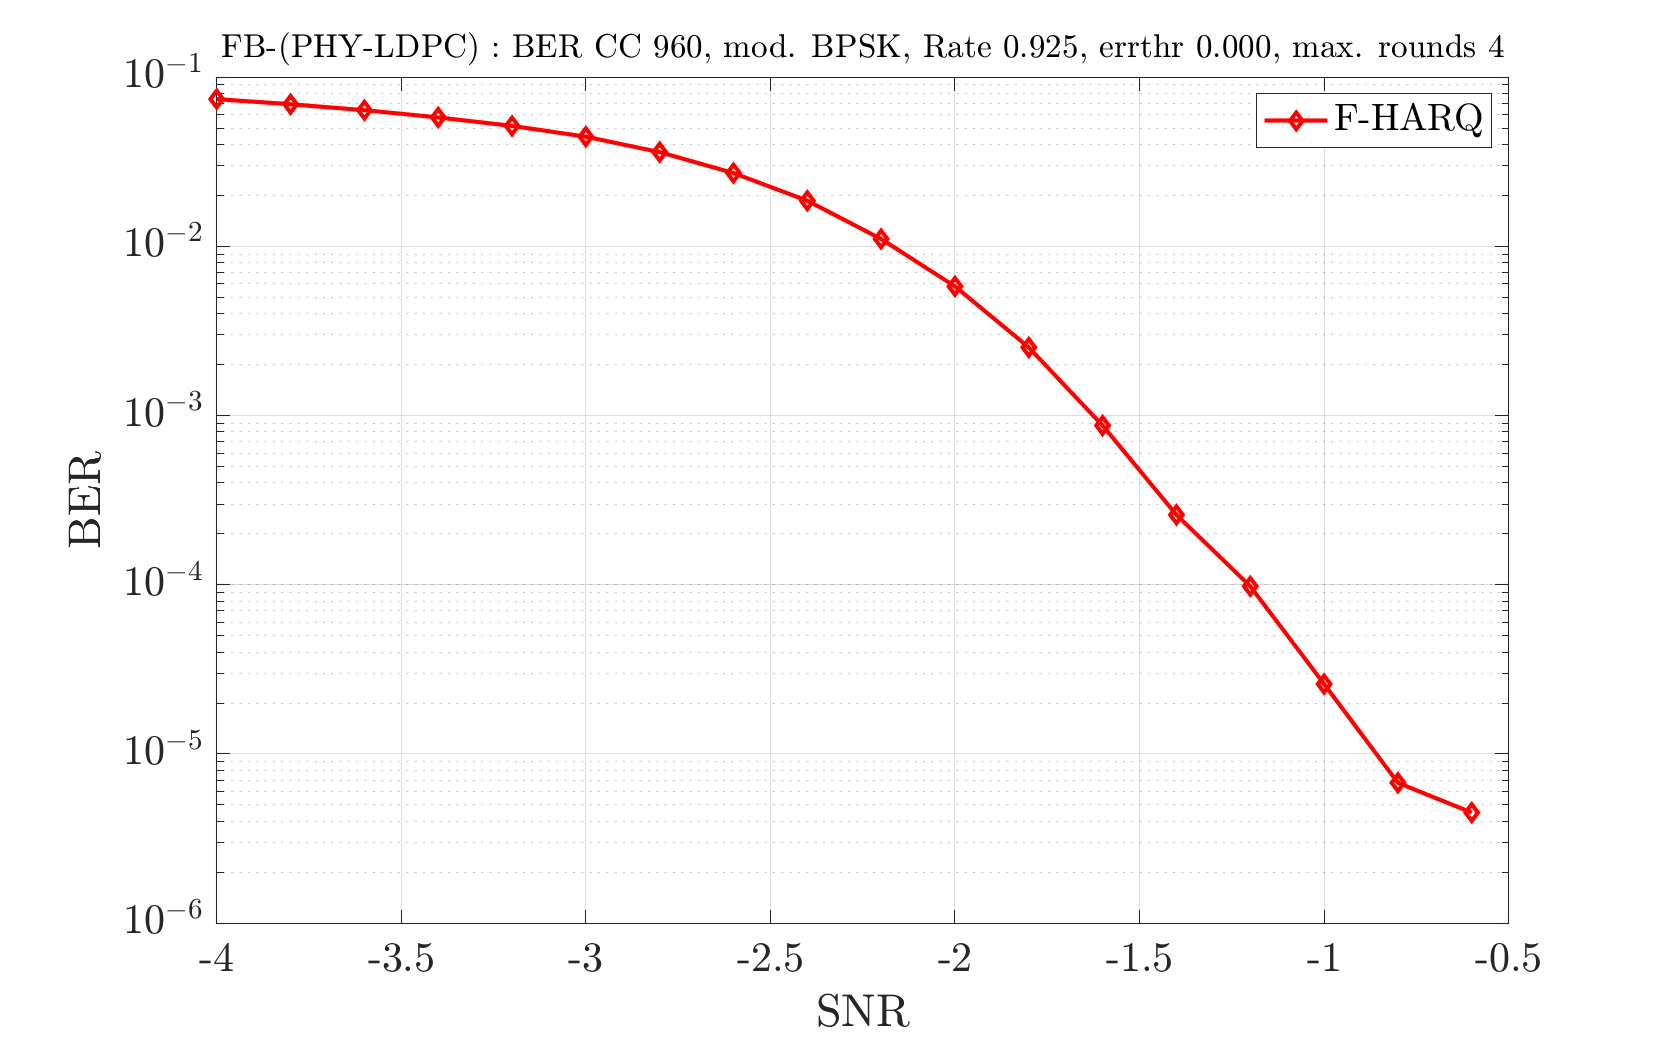 FB-(PHY-LDPC) : BER CC 960, mod. BPSK, Rate 0.925, errthr 0.000, max. rounds 4
10⁻¹
F-HARQ
10⁻²
10⁻³
BER
10⁻⁴
10⁻⁵
10⁻⁶
-4 -3.5 -3 -2.5 -2 -1.5 -1 -0.5
SNR